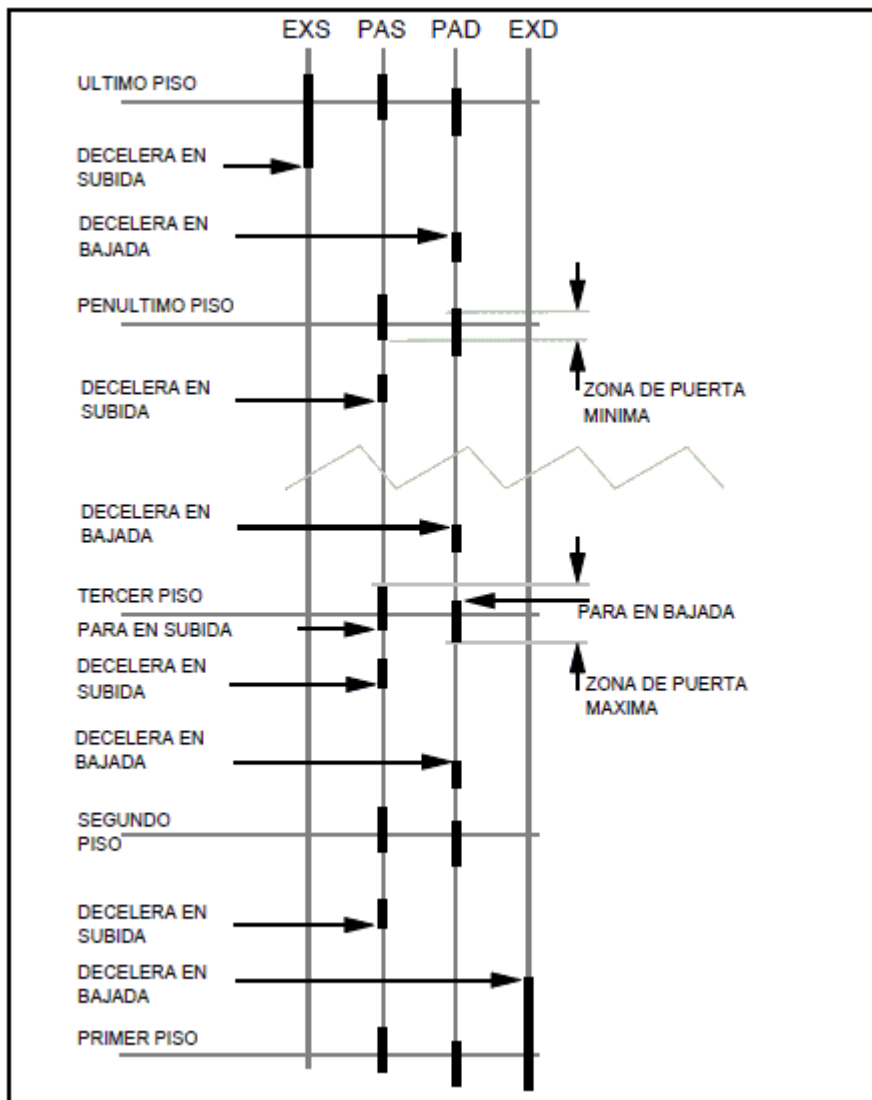 EXS PAS PAD EXD
ULTIMO PISO
DECELERA EN
SUBIDA
DECELERA EN
BAJADA
PENULTIMO PISO
DECELERA EN
SUBIDA
ZONA DE PUERTA
MINIMA
DECELERA EN
BAJADA
TERCER PISO
PARA EN BAJADA
PARA EN SUBIDA
DECELERA EN
SUBIDA
ZONA DE PUERTA
MAXIMA
DECELERA EN
BAJADA
SEGUNDO
PISO
DECELERA EN
SUBIDA
DECELERA EN
BAJADA
PRIMER PISO